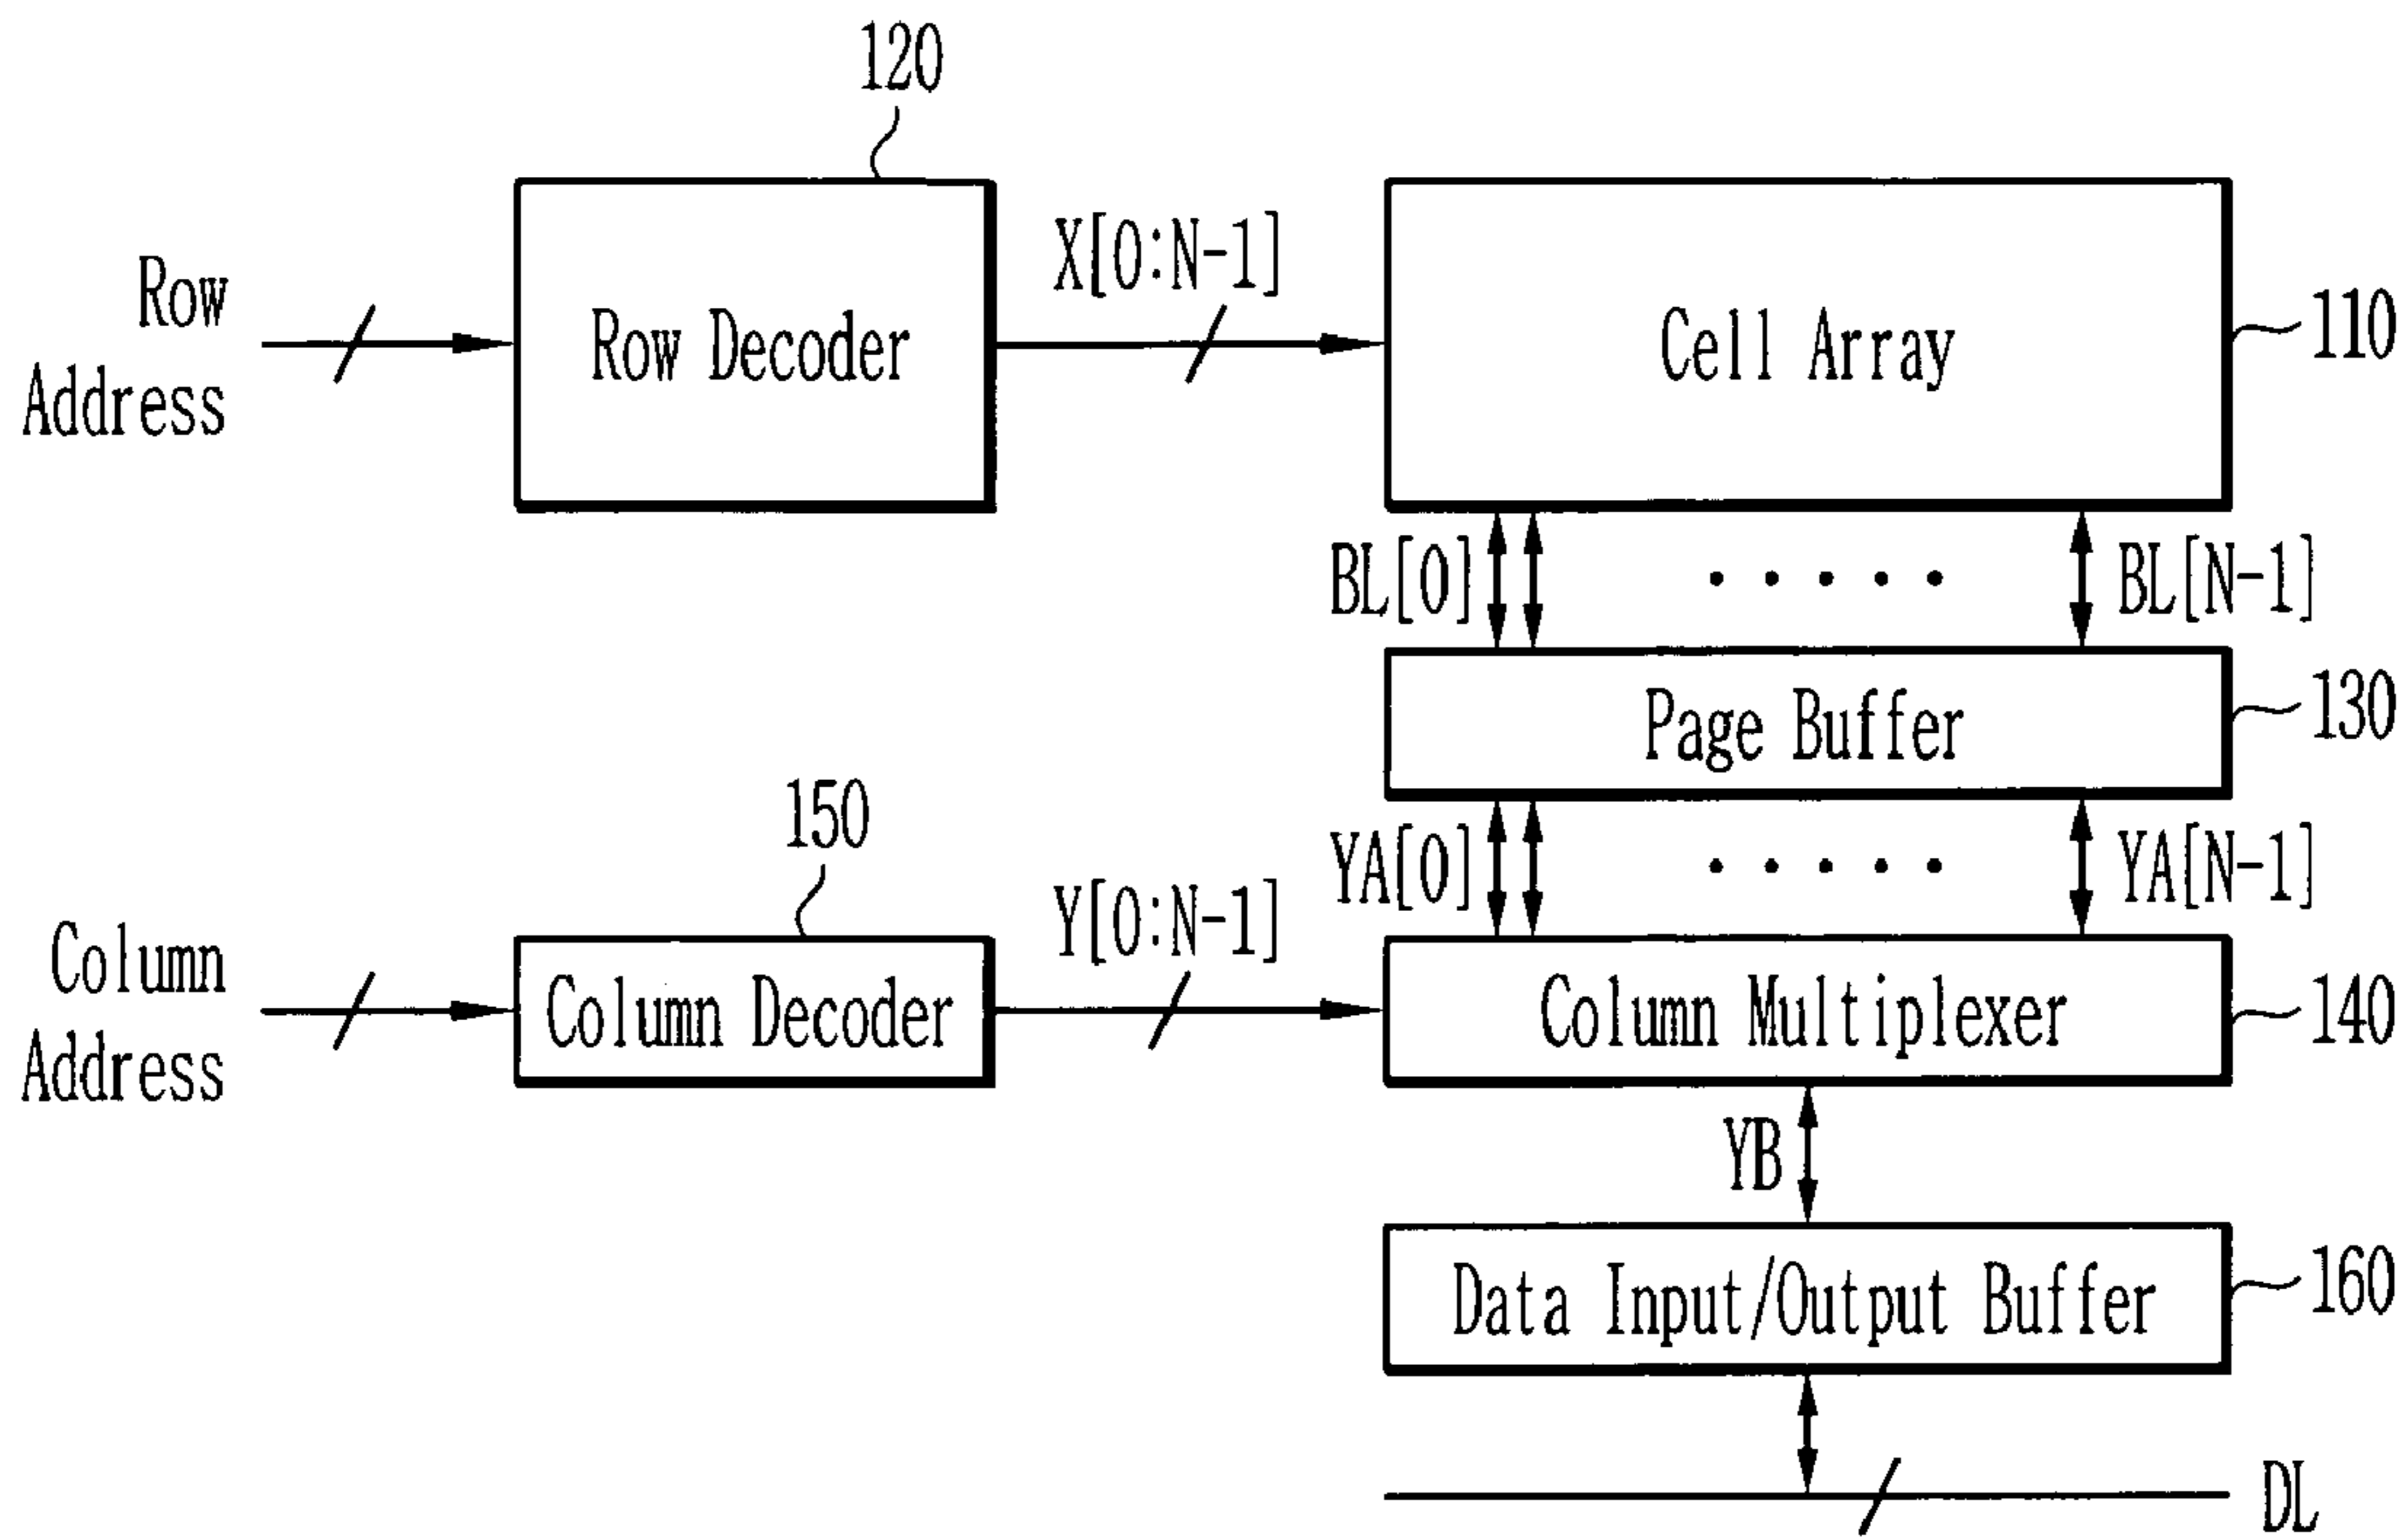 120
X[0:N-1]
Row
Address
Row Decoder
Cell Array
110
BL[0]
BL[N-1]
Page Buffer
130
150
YA[0]
YA[N-1]
Y[0:N-1]
Column
Address
Column Decoder
Column Multiplexer
140
YB
Data Input/Output Buffer
160
DL